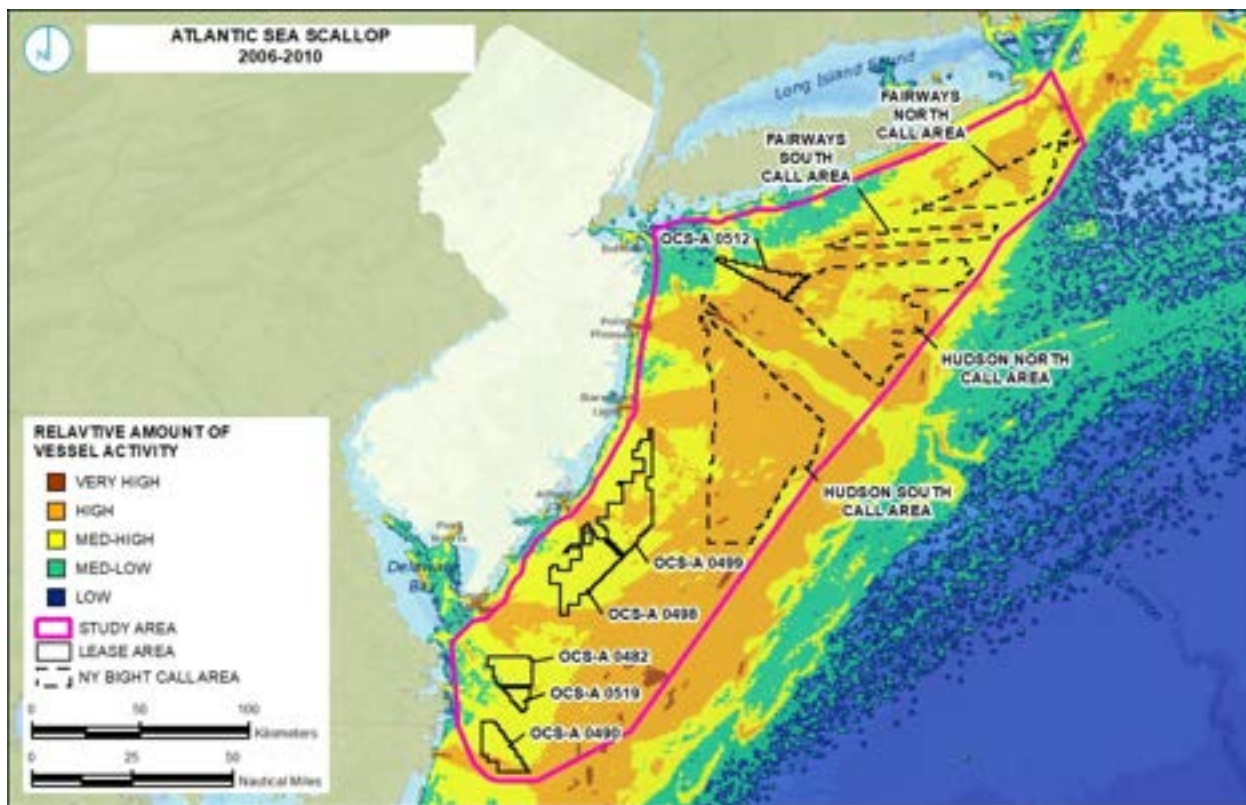 N
ATLANTIC SEA SCALLOP
2006-2010
Long Island Sound
FAIRWAYS
NORTH
CALL AREA
FAIRWAYS
SOUTH
CALL AREA
OCS-A 0512
HUDSON NORTH
CALL AREA
HUDSON SOUTH
CALL AREA
OCS-A 0499
OCS-A 0498
OCS-A 0482
OCS-A 0519
OCS-A 0490
Delaware
Bay
Canyon
RELAVTIVE AMOUNT OF
VESSEL ACTIVITY
VERY HIGH
HIGH
MED-HIGH
MED-LOW
LOW
STUDY AREA
LEASE AREA
NY BIGHT CALL AREA
0 50 100
Kilometers
0 25 50
Nautical Miles